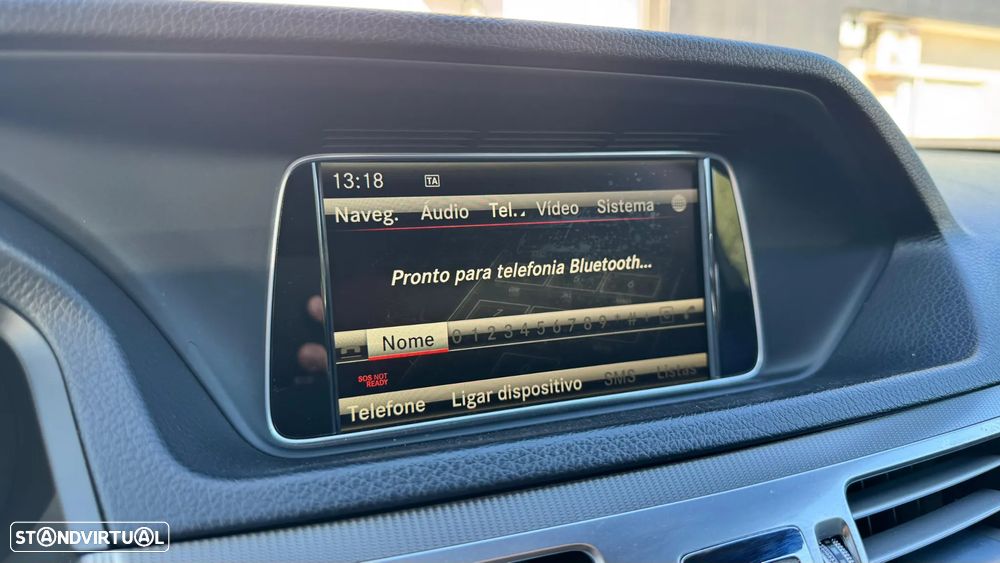 13:18 TA
Naveg. Áudio Tel. Vídeo Sistema
Pronto para telefonia Bluetooth...
Nome 0 1 2 3 4 5 6 7 8 9 * # +
SOS NOT
READY
Telefone Ligar dispositivo SMS Listas
STANDVIRTUAL